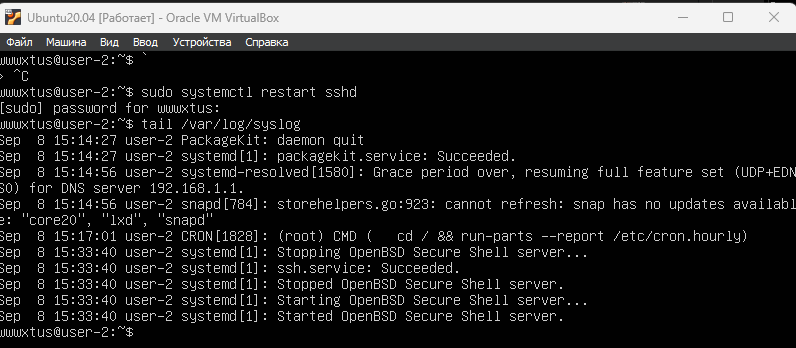 Ubuntu20.04 [Работает] - Oracle VM VirtualBox
Файл Машина Вид Ввод Устройства Справка
wwwxtus@user-2:~$ `
> ^C
wwwxtus@user-2:~$ sudo systemctl restart sshd
[sudo] password for wwwxtus:
wwwxtus@user-2:~$ tail /var/log/syslog
Sep  8 15:14:27 user-2 PackageKit: daemon quit
Sep  8 15:14:27 user-2 systemd[1]: packagekit.service: Succeeded.
Sep  8 15:14:56 user-2 systemd-resolved[1580]: Grace period over, resuming full feature set (UDP+EDN
S0) for DNS server 192.168.1.1.
Sep  8 15:14:56 user-2 snapd[784]: storehelpers.go:923: cannot refresh: snap has no updates availabl
e: "core20", "lxd", "snapd"
Sep  8 15:17:01 user-2 CRON[1828]: (root) CMD (   cd / && run-parts --report /etc/cron.hourly)
Sep  8 15:33:40 user-2 systemd[1]: Stopping OpenBSD Secure Shell server...
Sep  8 15:33:40 user-2 systemd[1]: ssh.service: Succeeded.
Sep  8 15:33:40 user-2 systemd[1]: Stopped OpenBSD Secure Shell server.
Sep  8 15:33:40 user-2 systemd[1]: Starting OpenBSD Secure Shell server...
Sep  8 15:33:40 user-2 systemd[1]: Started OpenBSD Secure Shell server.
wwwxtus@user-2:~$